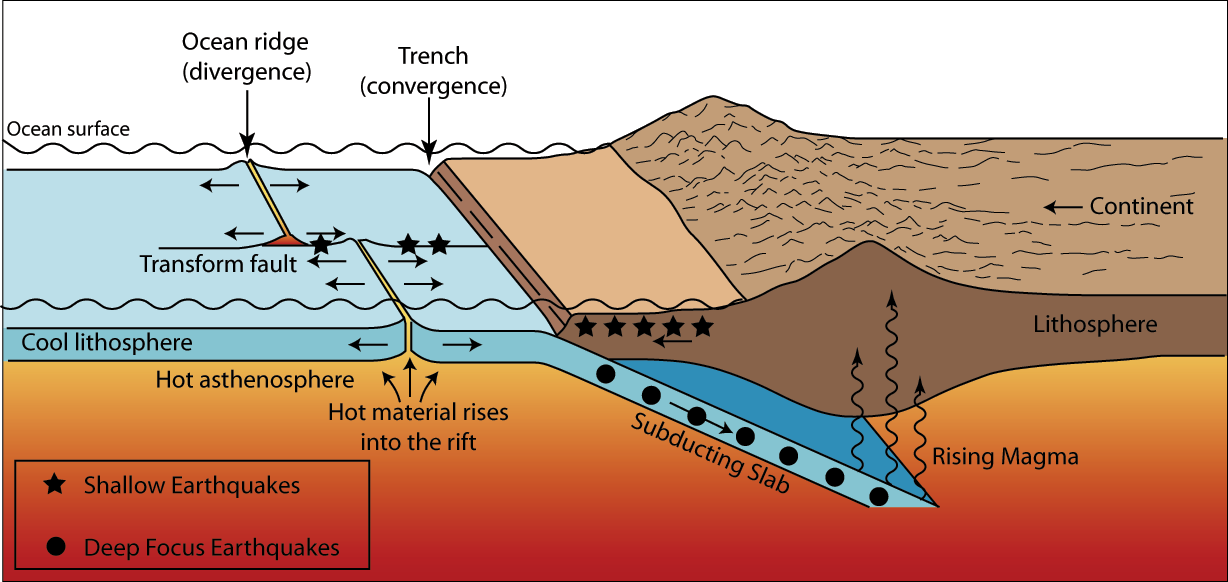 Ocean ridge
(divergence)
Trench
(convergence)
Ocean surface
Continent
Transform fault
Lithosphere
Cool lithosphere
Hot asthenosphere
Hot material rises
into the rift
Subducting Slab
Rising Magma
Shallow Earthquakes
Deep Focus Earthquakes